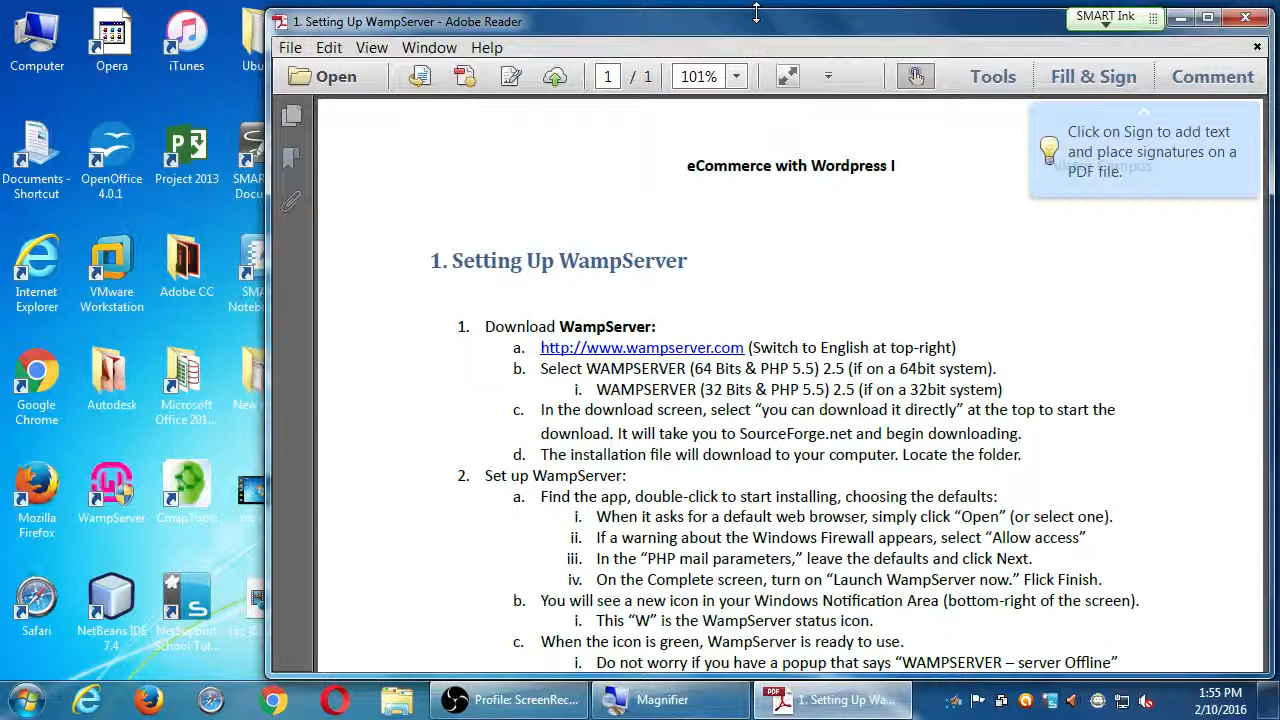 1. Setting Up WampServer - Adobe Reader
SMART Ink
File Edit View Window Help
Open 1 / 1 101% Tools Fill & Sign Comment
Click on Sign to add text
and place signatures on a
PDF file.
eCommerce with Wordpress I
1. Setting Up WampServer
1. Download WampServer:
a. http://www.wampserver.com (Switch to English at top-right)
b. Select WAMPSERVER (64 Bits & PHP 5.5) 2.5 (if on a 64bit system).
i. WAMPSERVER (32 Bits & PHP 5.5) 2.5 (if on a 32bit system)
c. In the download screen, select “you can download it directly” at the top to start the
download. It will take you to SourceForge.net and begin downloading.
d. The installation file will download to your computer. Locate the folder.
2. Set up WampServer:
a. Find the app, double-click to start installing, choosing the defaults:
i. When it asks for a default web browser, simply click “Open” (or select one).
ii. If a warning about the Windows Firewall appears, select “Allow access”
iii. In the “PHP mail parameters,” leave the defaults and click Next.
iv. On the Complete screen, turn on “Launch WampServer now.” Flick Finish.
b. You will see a new icon in your Windows Notification Area (bottom-right of the screen).
i. This “W” is the WampServer status icon.
c. When the icon is green, WampServer is ready to use.
i. Do not worry if you have a popup that says “WAMPSERVER – server Offline”
Computer
Opera
iTunes
Ubu
Documents -
Shortcut
OpenOffice
4.0.1
Project 2013
SMA
Docu
Internet
Explorer
VMware
Workstation
Adobe CC
SMA
Noteb
Google
Chrome
Autodesk
Microsoft
Office 201...
New
Mozilla
Firefox
WampServer
CmapTools
Safari
NetBeans IDE
7.4
NetSupport
School Tut...
Profile: ScreenRec...
Magnifier
1. Setting Up Wa...
1:55 PM
2/10/2016